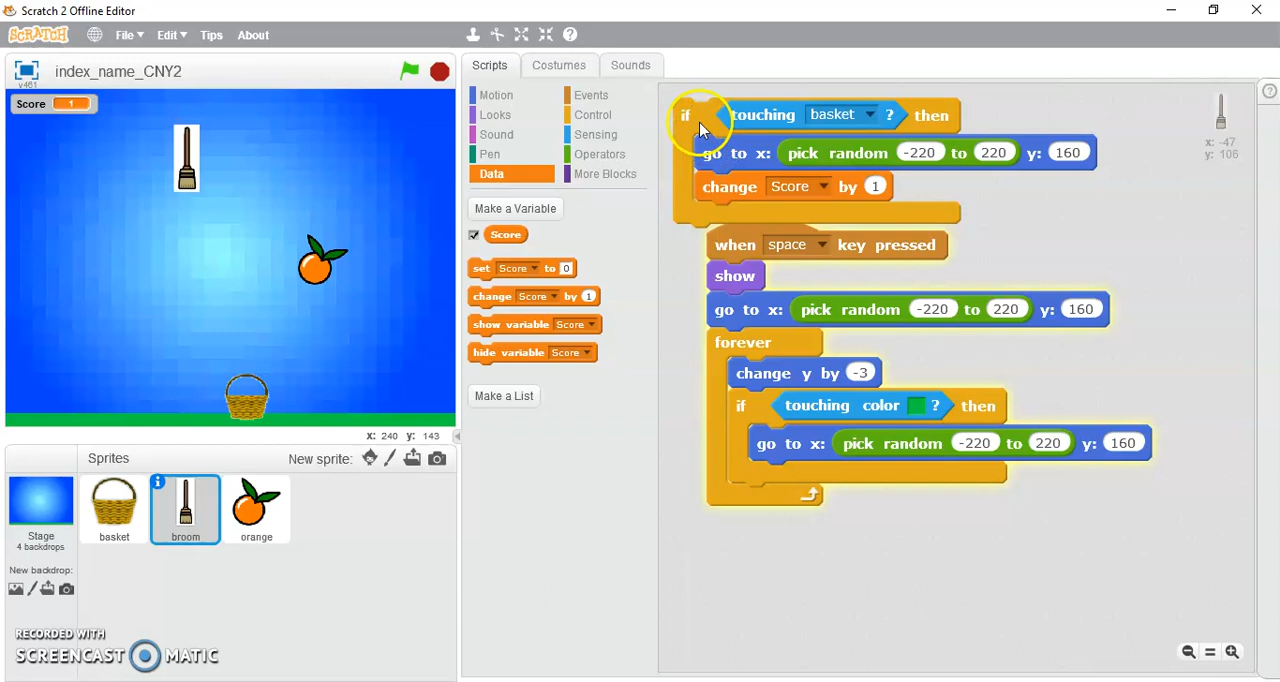 Scratch 2 Offline Editor
SCRATCH File Edit Tips About
v461
index_name_CNY2
Score 1
x: 240 y: 143
Sprites New sprite:
Stage
4 backdrops
New backdrop:
basket
broom
orange
RECORDED WITH
SCREENCAST MATIC
Scripts Costumes Sounds
Motion Events
Looks Control
Sound Sensing
Pen Operators
Data More Blocks
Make a Variable
Score
set Score to 0
change Score by 1
show variable Score
hide variable Score
Make a List
if touching basket ? then
go to x: pick random -220 to 220 y: 160
change Score by 1
when space key pressed
show
go to x: pick random -220 to 220 y: 160
forever
change y by -3
if touching color ? then
go to x: pick random -220 to 220 y: 160
x: -47
y: 106